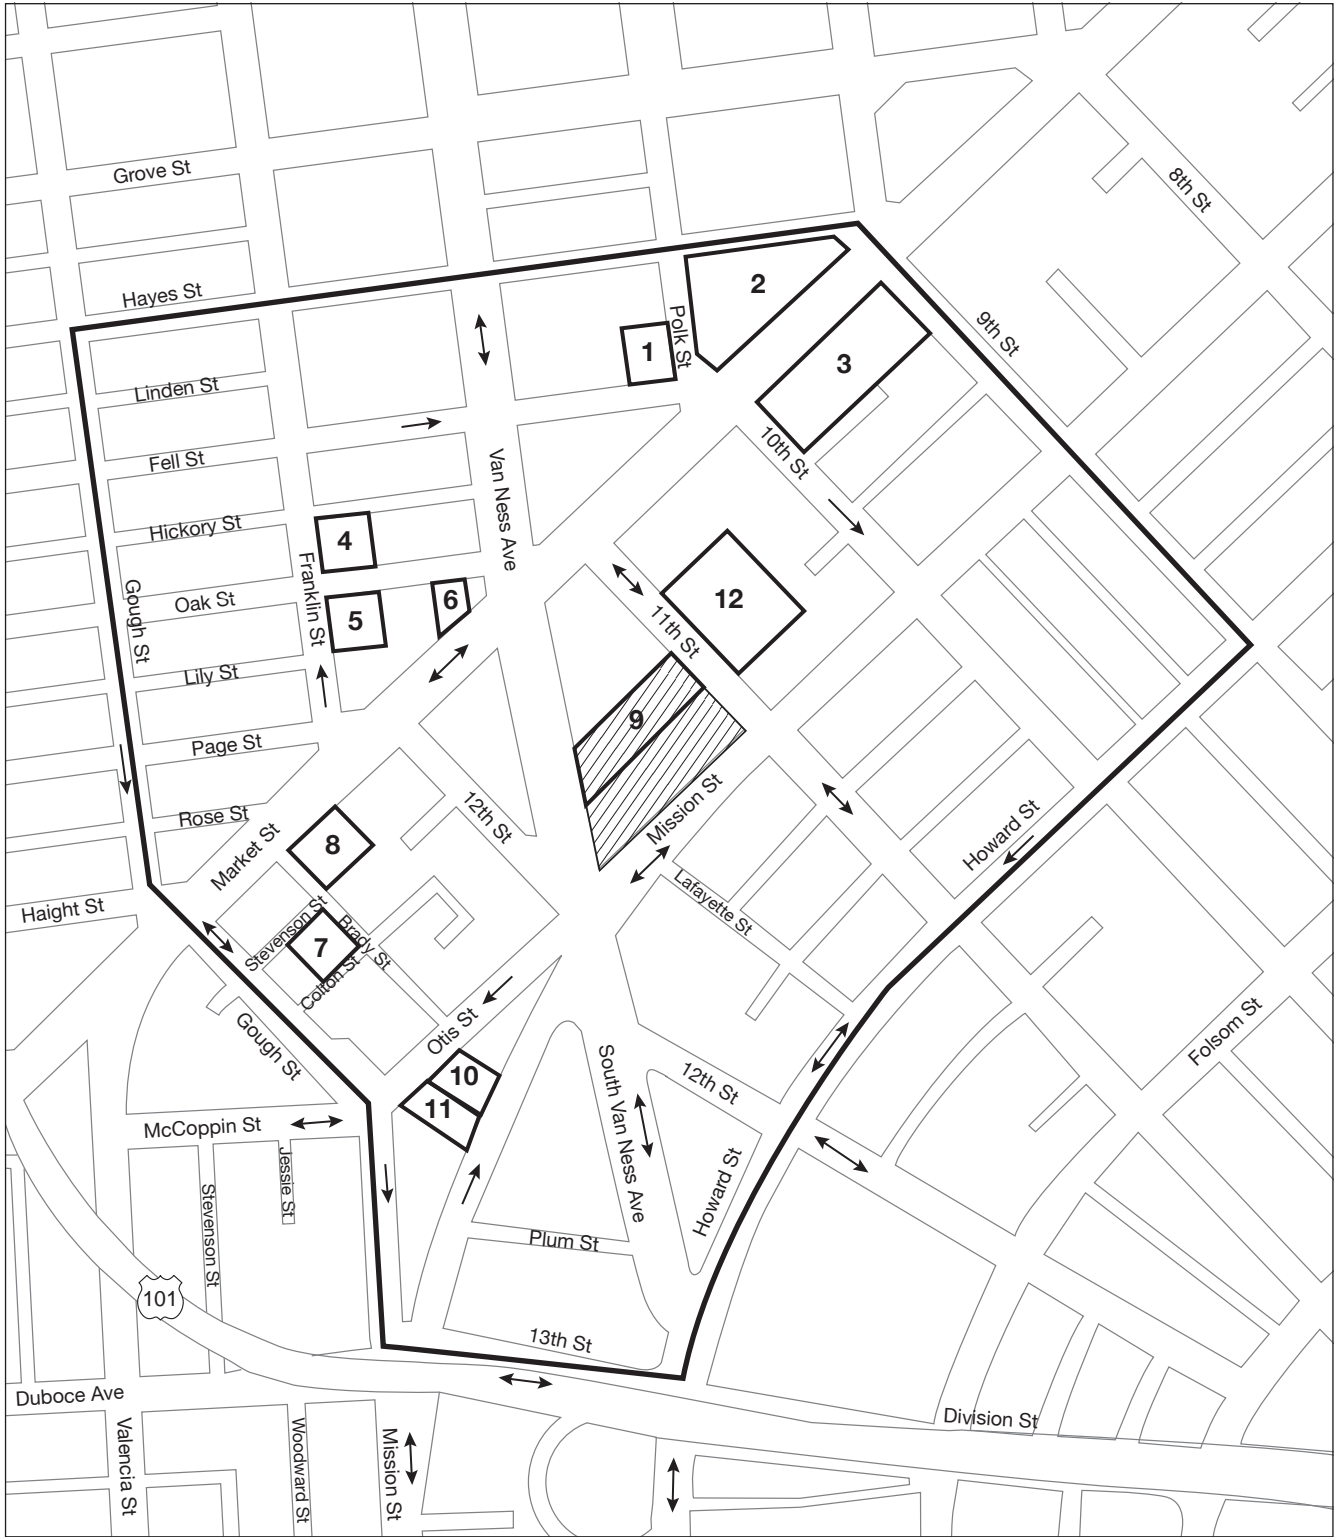 Grove St
8th St
Hayes St
2
9th St
Polk St
1
3
Linden St
Fell St
10th St
Van Ness Ave
Hickory St
4
Franklin St
Gough St
Oak St
6
12
5
11th St
Lily St
9
Page St
Rose St
12th St
Mission St
Market St
8
Howard St
Lafayette St
Haight St
Stevenson St
7
Brady St
Colton St
Otis St
Gough St
Folsom St
South Van Ness Ave
10
12th St
11
McCoppin St
Jessie St
Stevenson St
Howard St
Plum St
101
13th St
Duboce Ave
Division St
Valencia St
Woodward St
Mission St